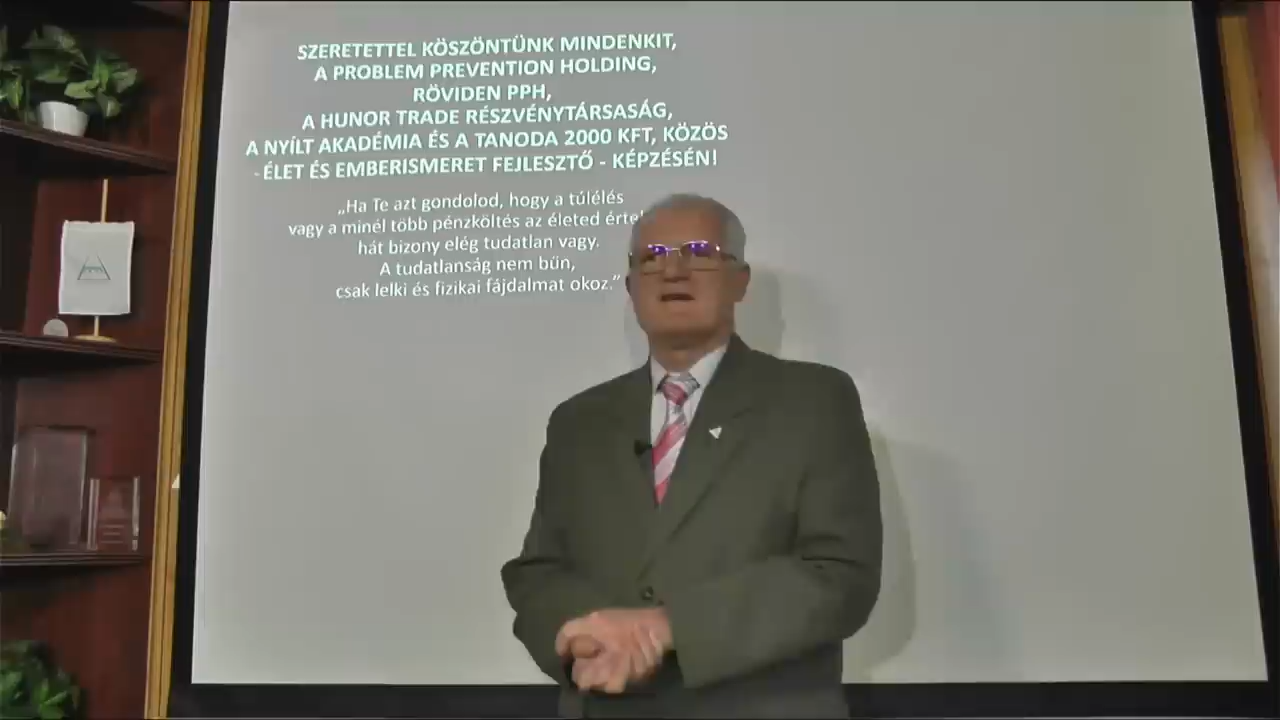 SZERETETTEL KÖSZÖNTÜNK MINDENKIT,
A PROBLEM PREVENTION HOLDING,
RÖVIDEN PPH,
A HUNOR TRADE RÉSZVÉNYTÁRSASÁG,
A NYÍLT AKADÉMIA ÉS A TANODA 2000 KFT, KÖZÖS
- ÉLET ÉS EMBERISMERET FEJLESZTŐ - KÉPZÉSÉN!
„Ha Te azt gondolod, hogy a túlélés
vagy a minél több pénzköltés az életed
hát bizony elég tudatlan vagy.
A tudatlanság nem bűn,
csak lelki és fizikai fájdalmat okoz.”